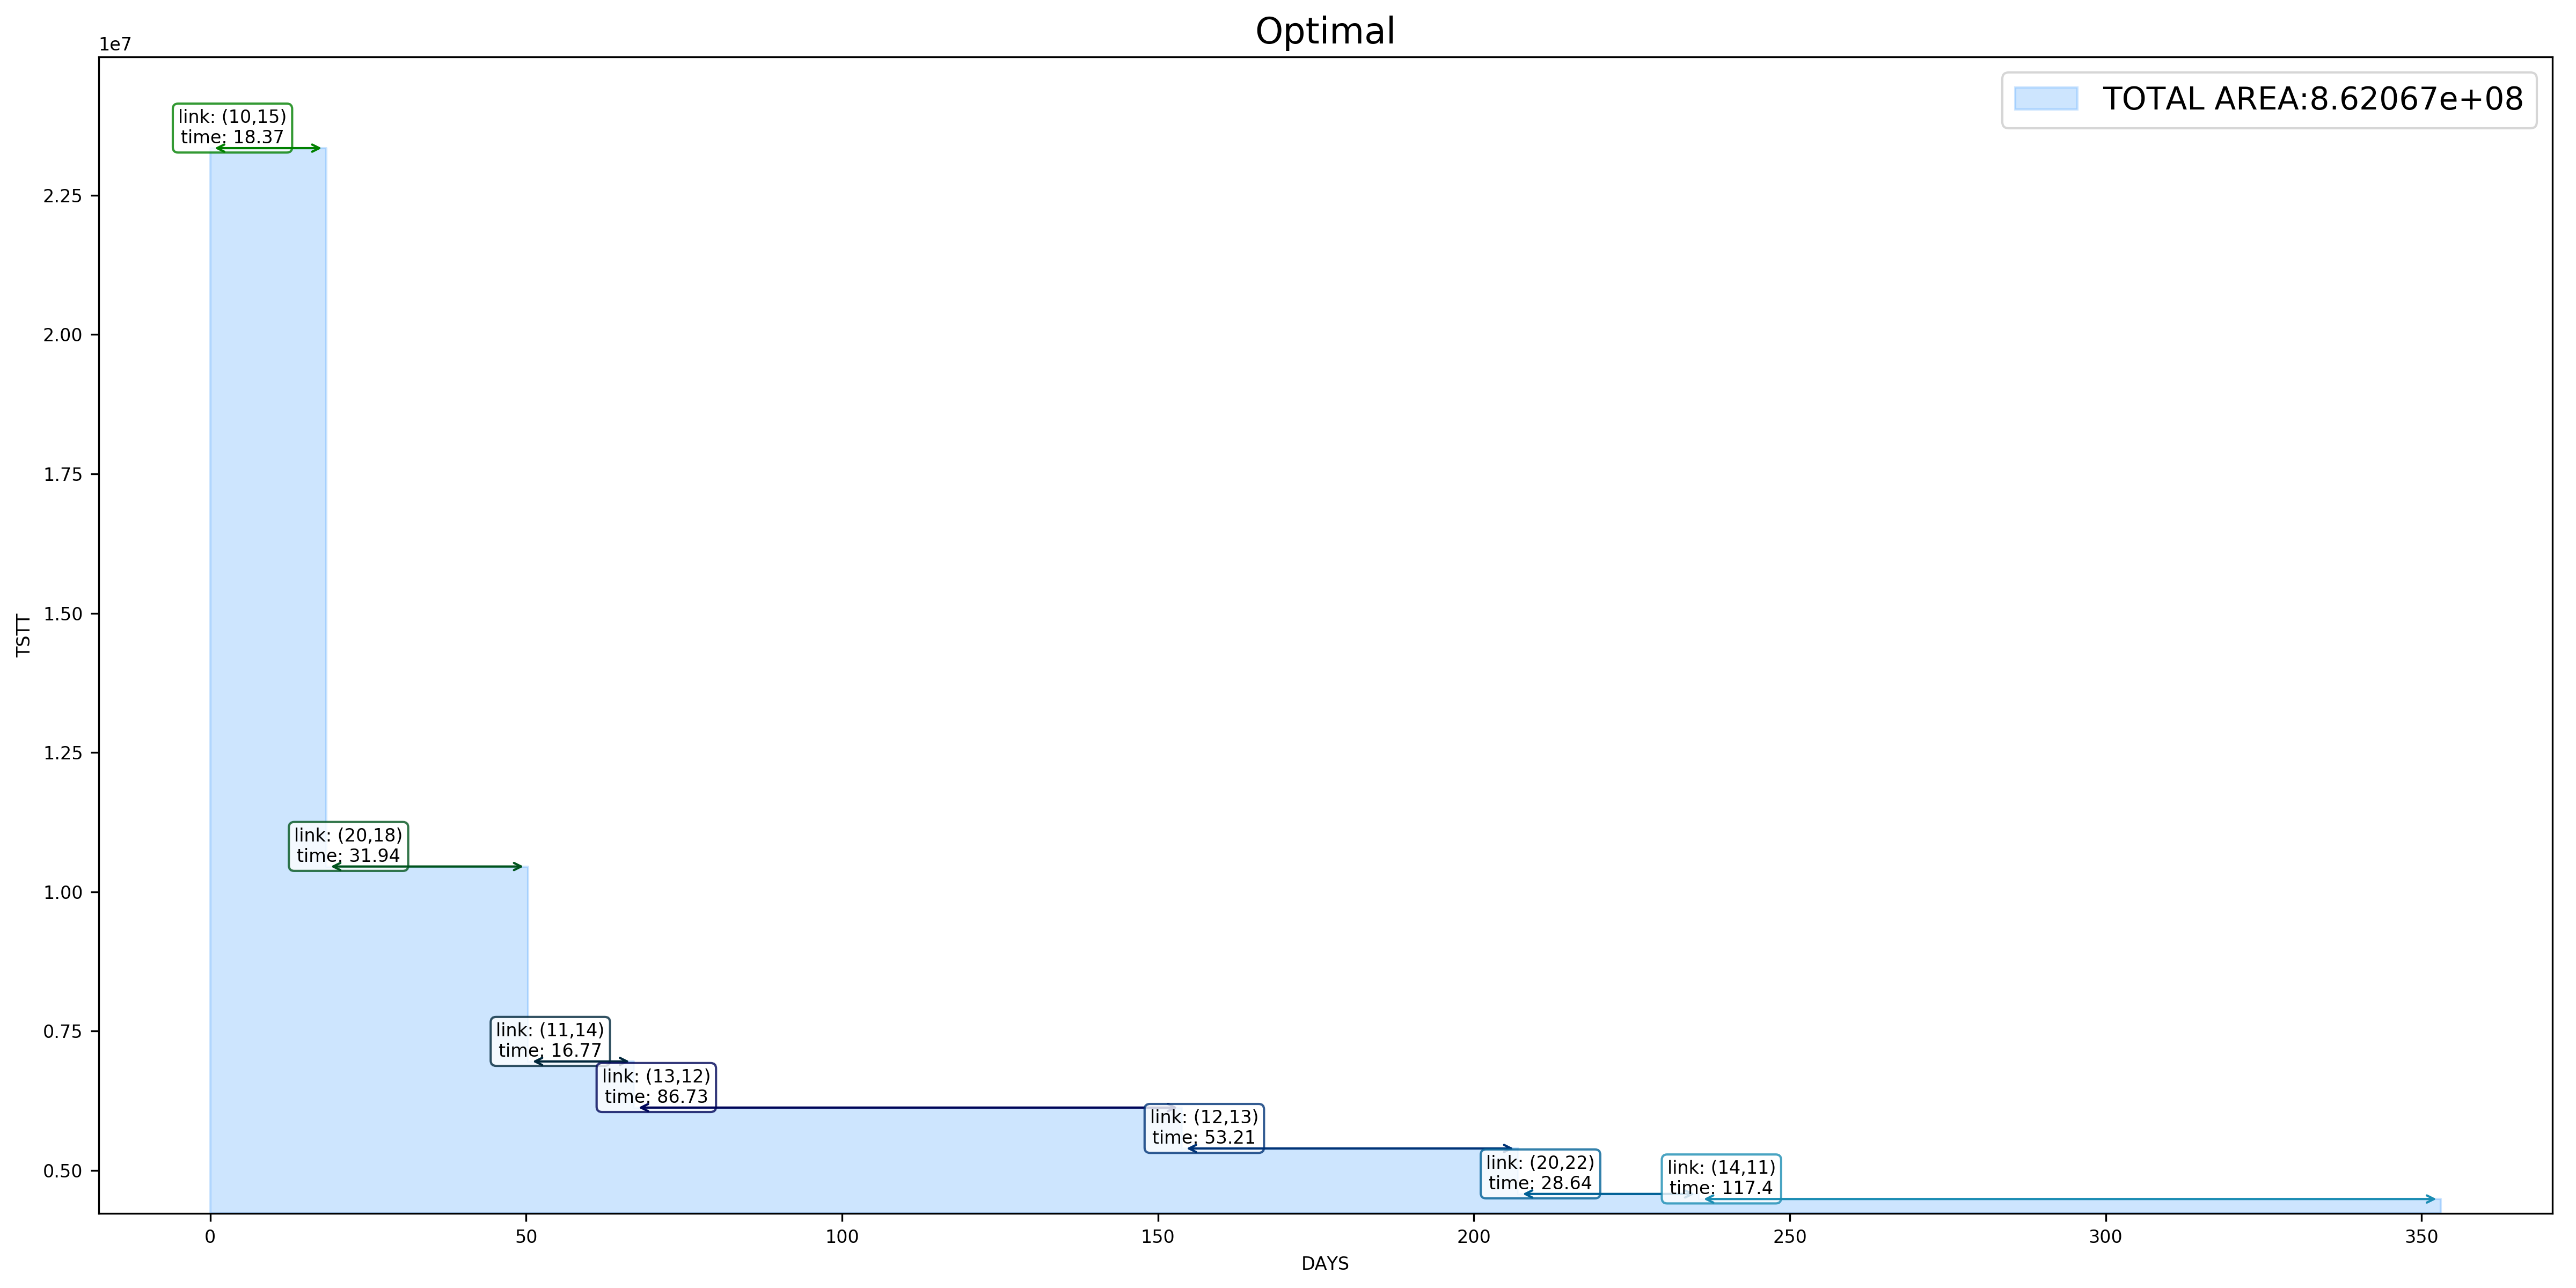 Optimal
1e7
TOTAL AREA:8.62067e+08
link: (10,15)
time: 18.37
2.25
2.00
1.75
1.50
TSTT
1.25
link: (20,18)
time: 31.94
1.00
0.75
link: (11,14)
time: 16.77
link: (13,12)
time: 86.73
link: (12,13)
time: 53.21
link: (20,22)
time: 28.64
link: (14,11)
time: 117.4
0.50
0
50
100
150
200
250
300
350
DAYS